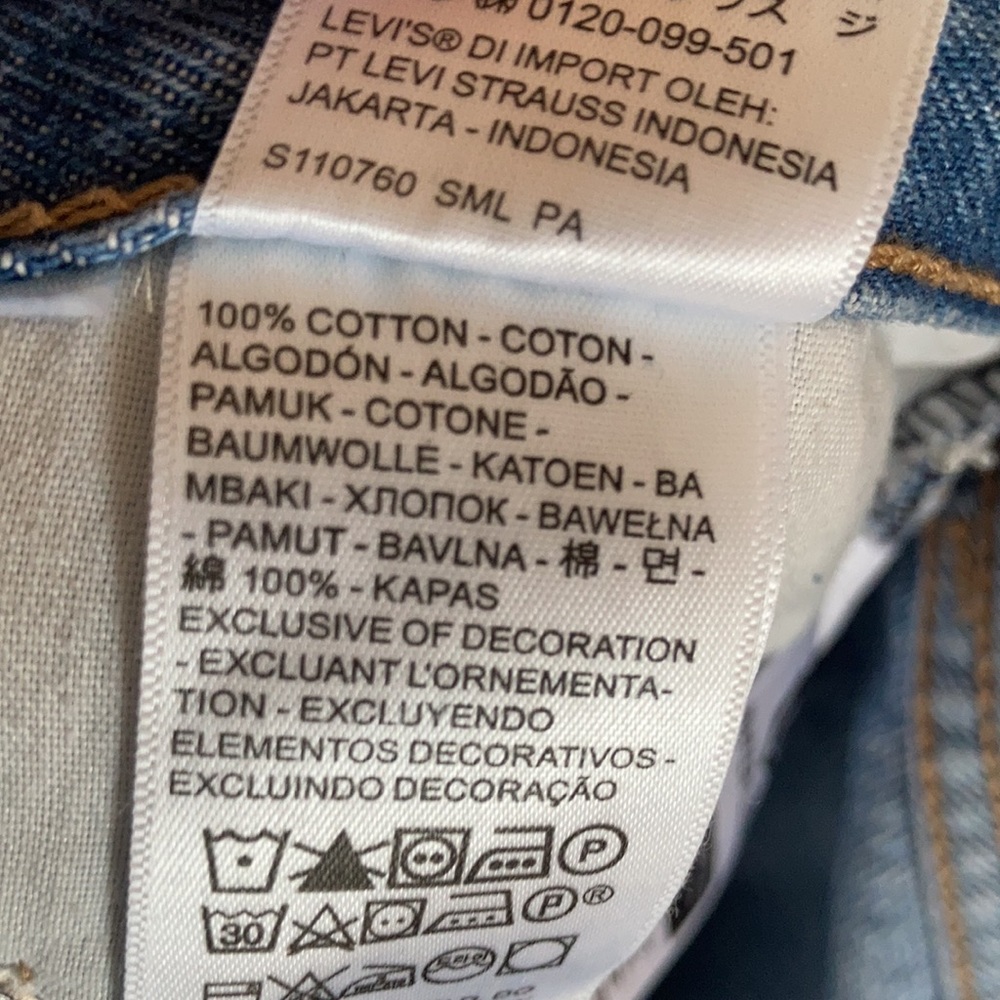 0120-099-501
LEVI'S® DI IMPORT OLEH:
PT LEVI STRAUSS INDONESIA
JAKARTA - INDONESIA
S110760 SML PA
100% COTTON - COTON -
ALGODÓN - ALGODÃO -
PAMUK - COTONE -
BAUMWOLLE - KATOEN - BA
MBAKI - ХЛОПОК - BAWEŁNA
- PAMUT - BAVLNA - 棉 - 면 -
綿 100% - KAPAS
EXCLUSIVE OF DECORATION
- EXCLUANT L'ORNEMENTA-
TION - EXCLUYENDO
ELEMENTOS DECORATIVOS -
EXCLUINDO DECORAÇÃO
P
30 P ®